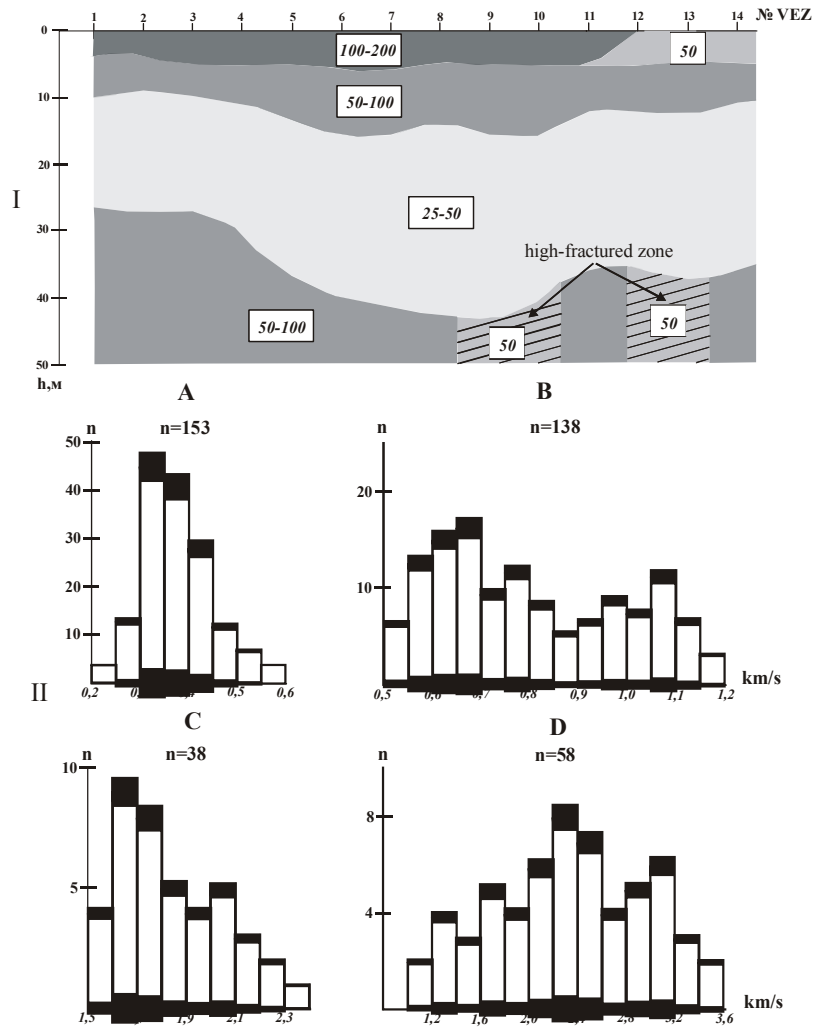 1 2 3 4 5 6 7 8 9 10 11 12 13 14 № VEZ
0
100-200
50
10
50-100
20
I
25-50
30
high-fractured zone
40
50-100
50
50
50
h,м
A
B
n n=153
n n=138
50
40
30
20
10
20
10
II
0,2 0,5 0,6
0,5 0,6 0,7 0,8 0,9 1,0 1,1 1,2
km/s
C
D
n n=38
n n=58
10
5
8
4
1,5 1,9 2,1 2,3
1,2 1,6 2,0 2,8 3,2 3,6
km/s